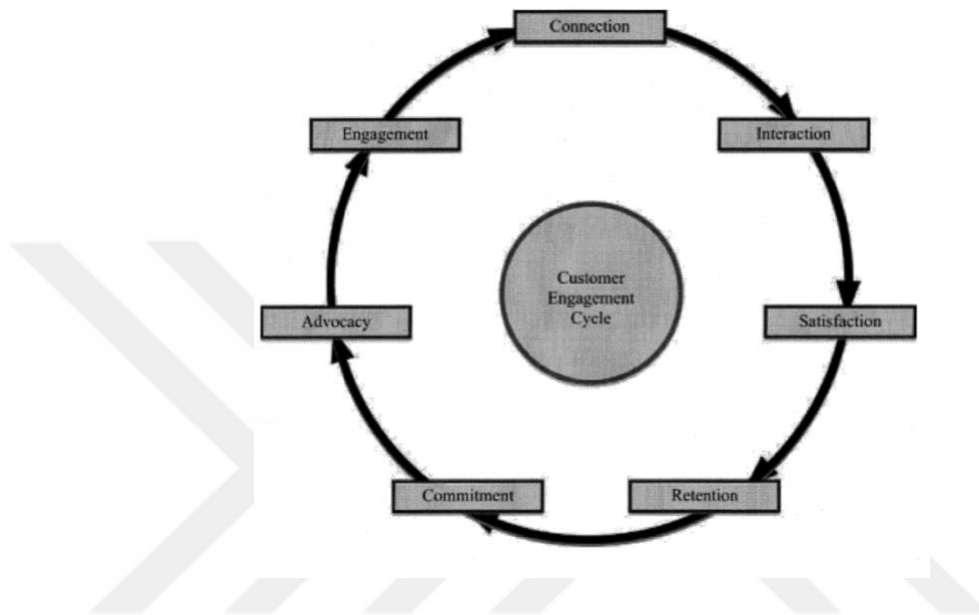 Connection
Interaction
Satisfaction
Retention
Commitment
Advocacy
Engagement
Customer
Engagement
Cycle